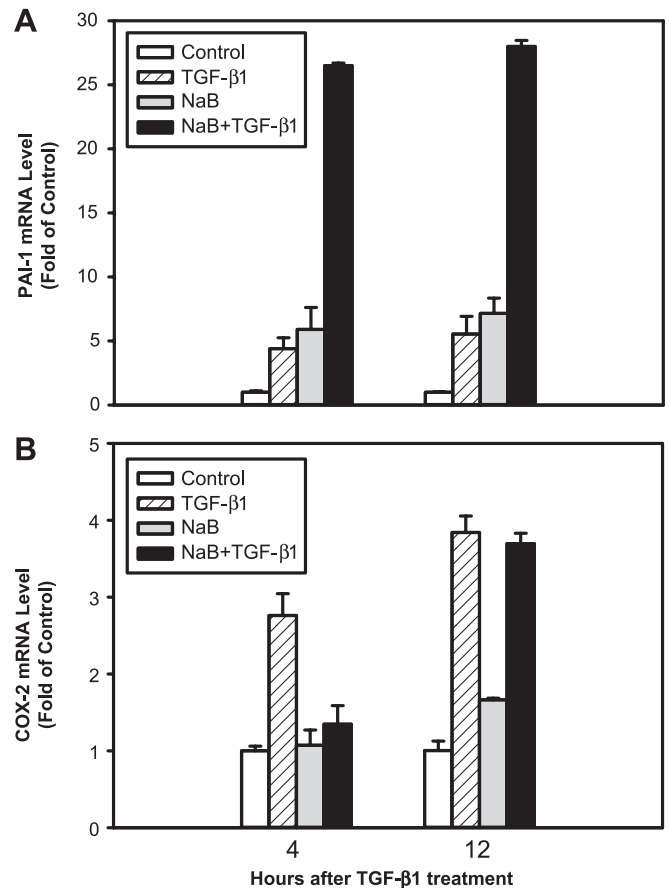 A
30
25
20
15
10
5
0
PAI-1 mRNA Level
(Fold of Control)
Control
TGF-β1
NaB
NaB+TGF-β1
B
5
4
3
2
1
0
COX-2 mRNA Level
(Fold of Control)
Control
TGF-β1
NaB
NaB+TGF-β1
4 12
Hours after TGF-β1 treatment